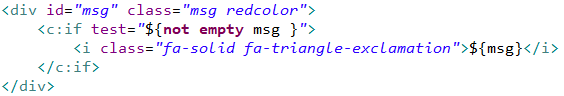 <div id="msg" class="msg redcolor">
    <c:if test="${not empty msg }">
        <i class="fa-solid fa-triangle-exclamation">${msg}</i>
    </c:if>
</div>